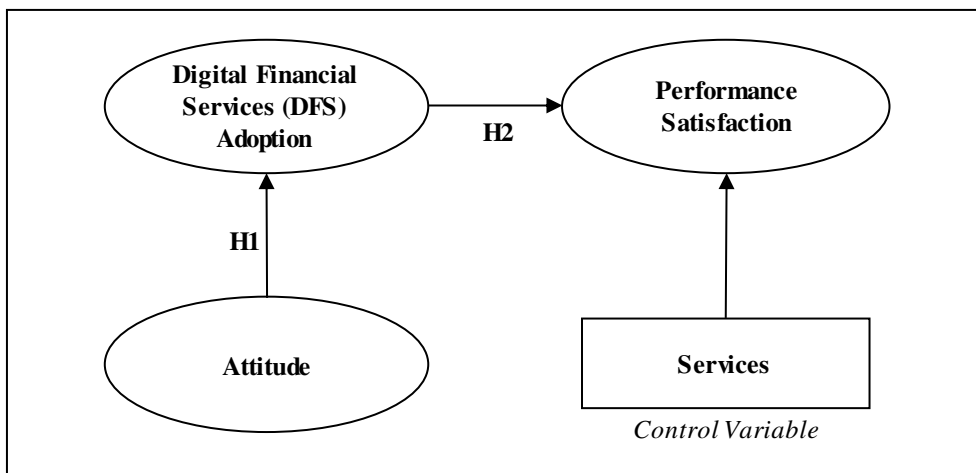 Digital Financial
Services (DFS)
Adoption
Performance
Satisfaction
H2
H1
Attitude
Services
Control Variable